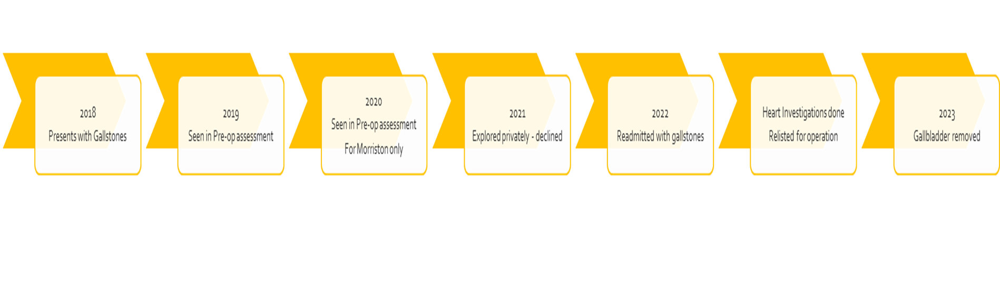 2018
Presents with Gallstones
2019
Seen in Pre-op assessment
2020
Seen in Pre-op assessment
For Morriston only
2021
Explored privately - declined
2022
Readmitted with gallstones
Heart Investigations done
Relisted for operation
2023
Gallbladder removed